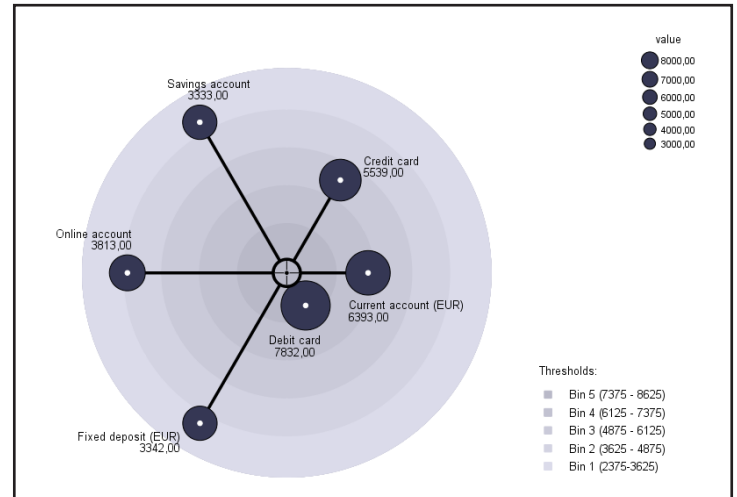 value
8000,00
7000,00
6000,00
5000,00
4000,00
3000,00
Savings account
3333,00
Credit card
5539,00
Online account
3813,00
Current account (EUR)
6393,00
Debit card
7832,00
Fixed deposit (EUR)
3342,00
Thresholds:
Bin 5 (7375 - 8625)
Bin 4 (6125 - 7375)
Bin 3 (4875 - 6125)
Bin 2 (3625 - 4875)
Bin 1 (2375-3625)